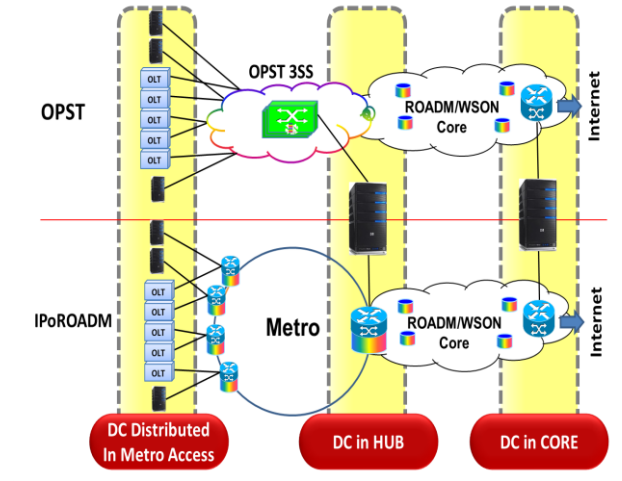 OPST 3SS
OPST
OLT
OLT
OLT
OLT
OLT
ROADM/WSON
Core
Internet
IPoROADM
OLT
OLT
OLT
OLT
OLT
Metro
ROADM/WSON
Core
Internet
DC Distributed
In Metro Access
DC in HUB
DC in CORE